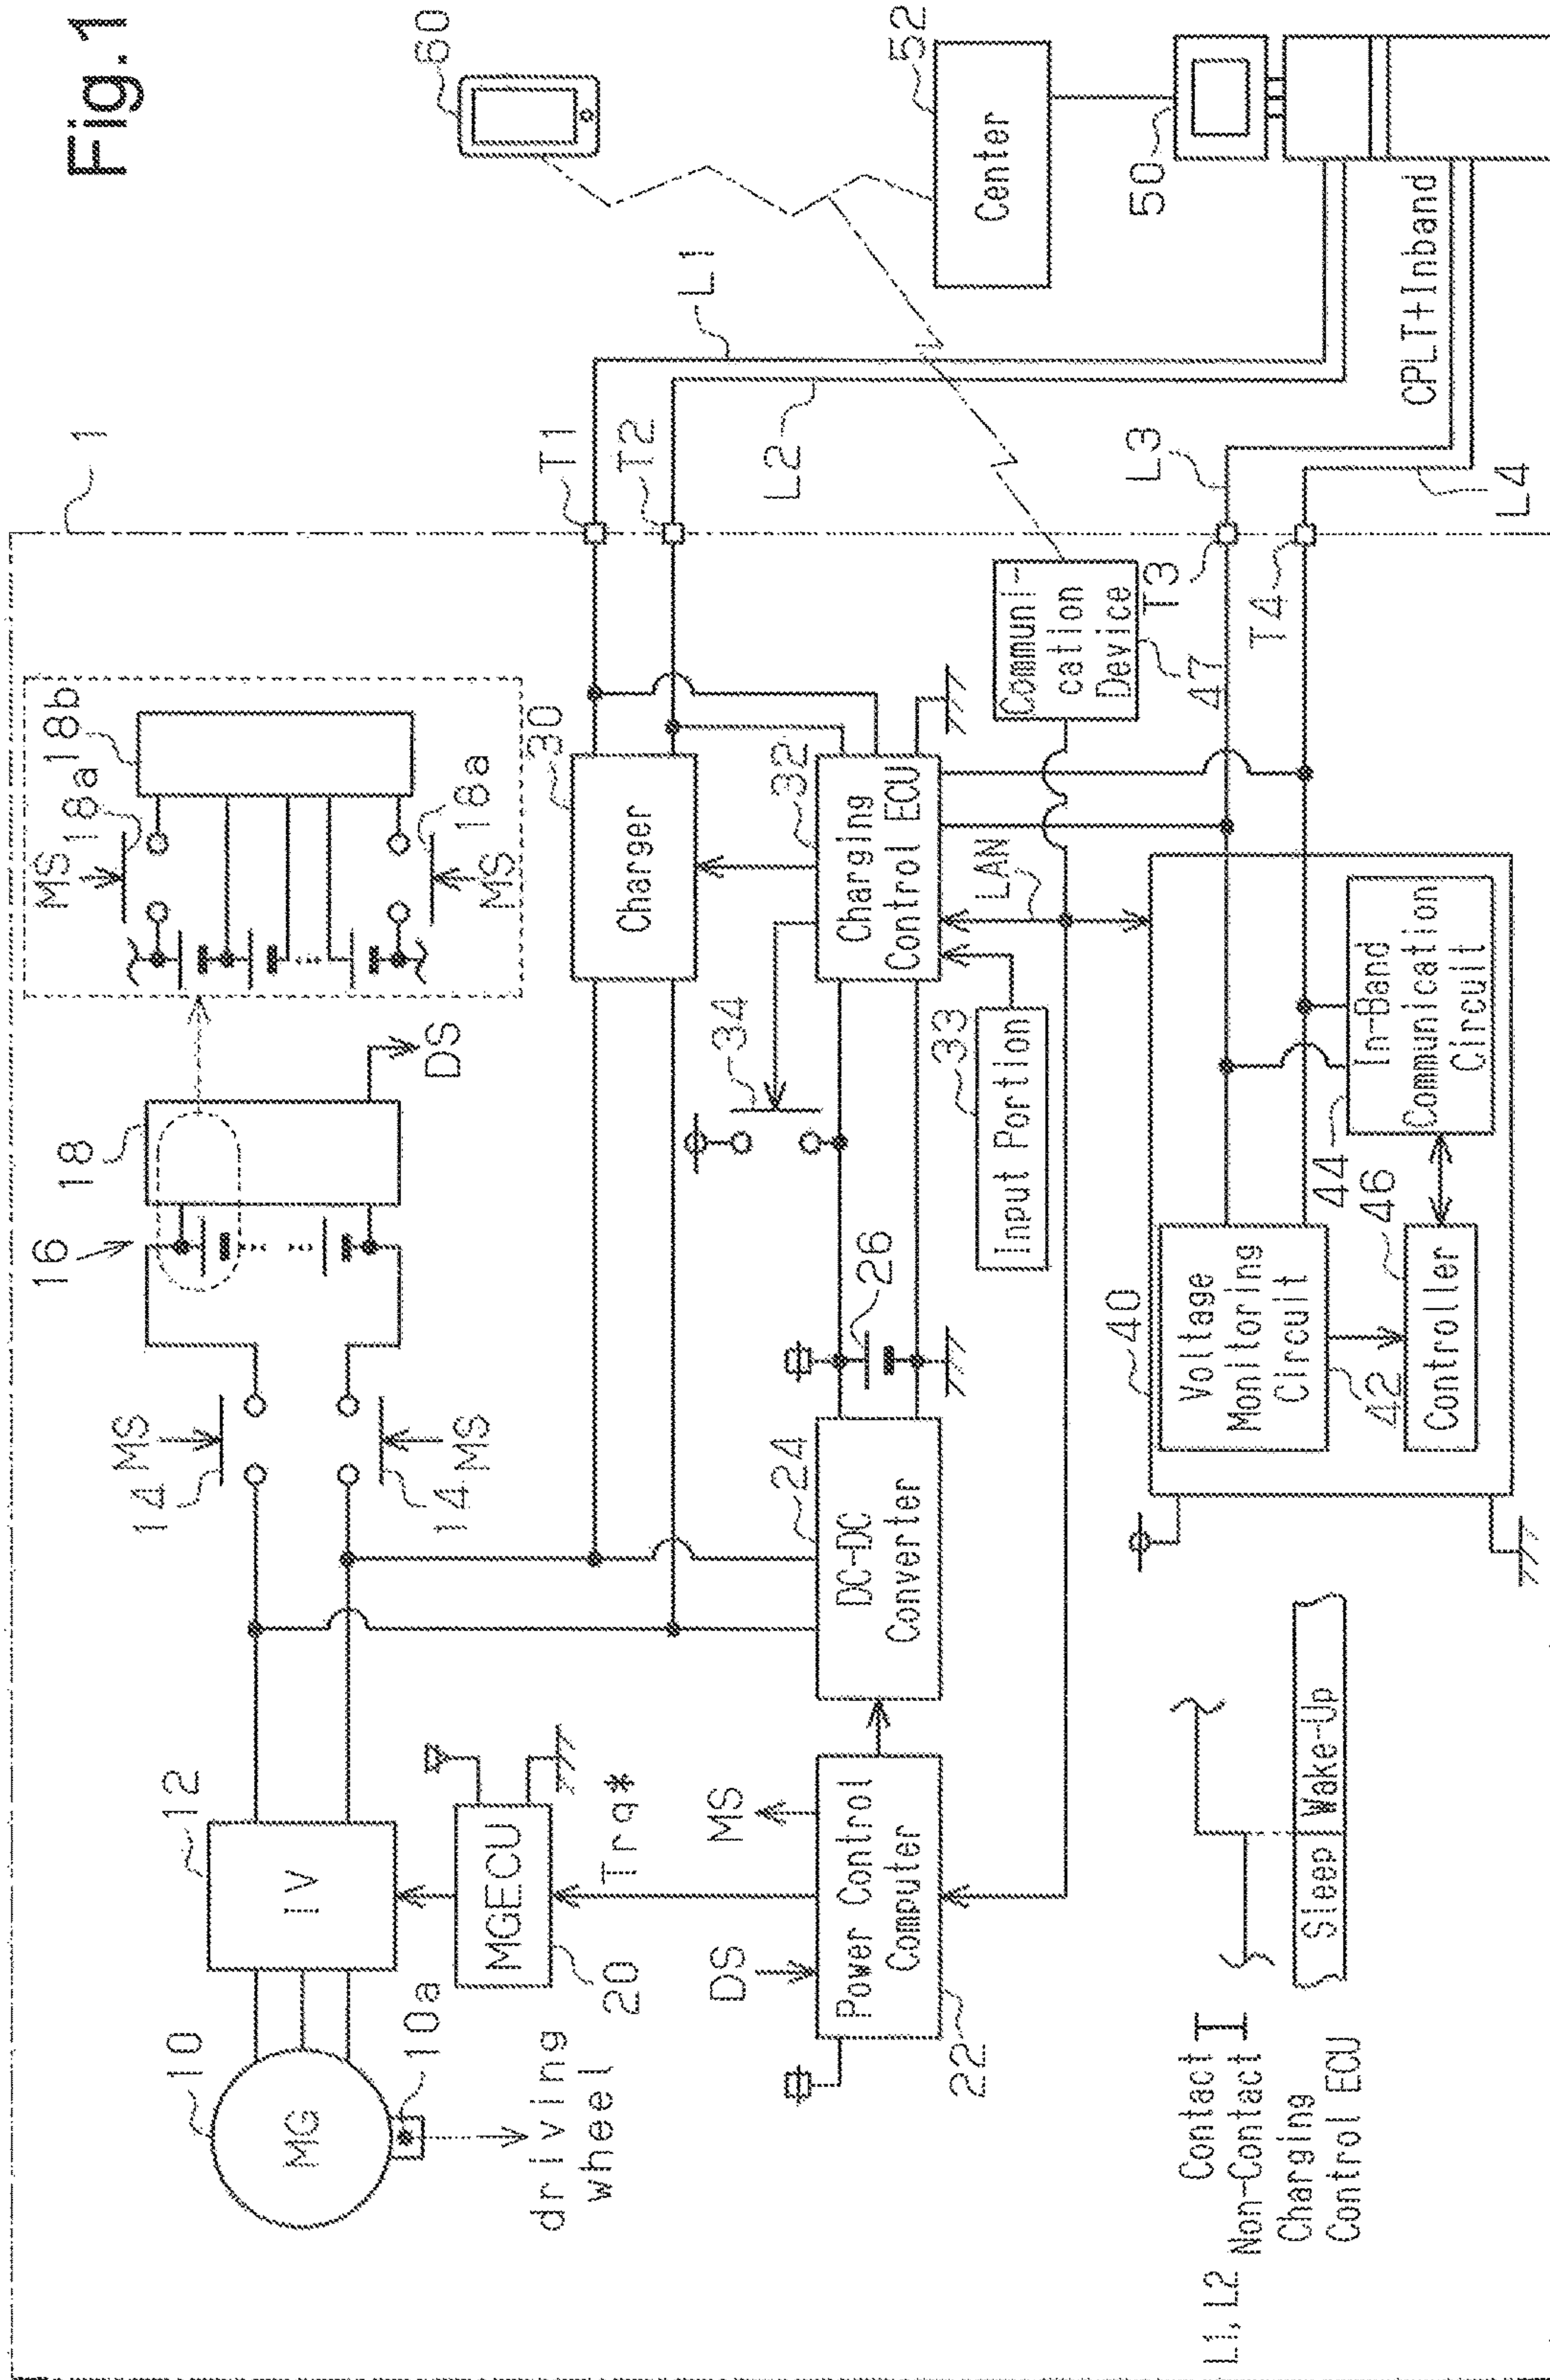 Fig.1
1
60
52
Center
50
CPLT+Inband
L1
L2
L3
L4
T1
T2
T3
T4
MS
18a
18b
18a
MS
16
18
DS
MS
14
14
MS
12
IV
10
MG
10a
driving
wheel
MGECU
20
Trq*
30
Charger
34
32
Charging
Control ECU
LAN
Communi-
cation
Device
47
33
Input Portion
26
24
DC-DC
Converter
MS
DS
Power Control
Computer
22
40
Voltage
Monitoring
Circuit
42
In-Band
Communication
Circuit
44
46
Controller
L1, L2
Contact
Non-Contact
Charging
Control ECU
Sleep
Wake-Up